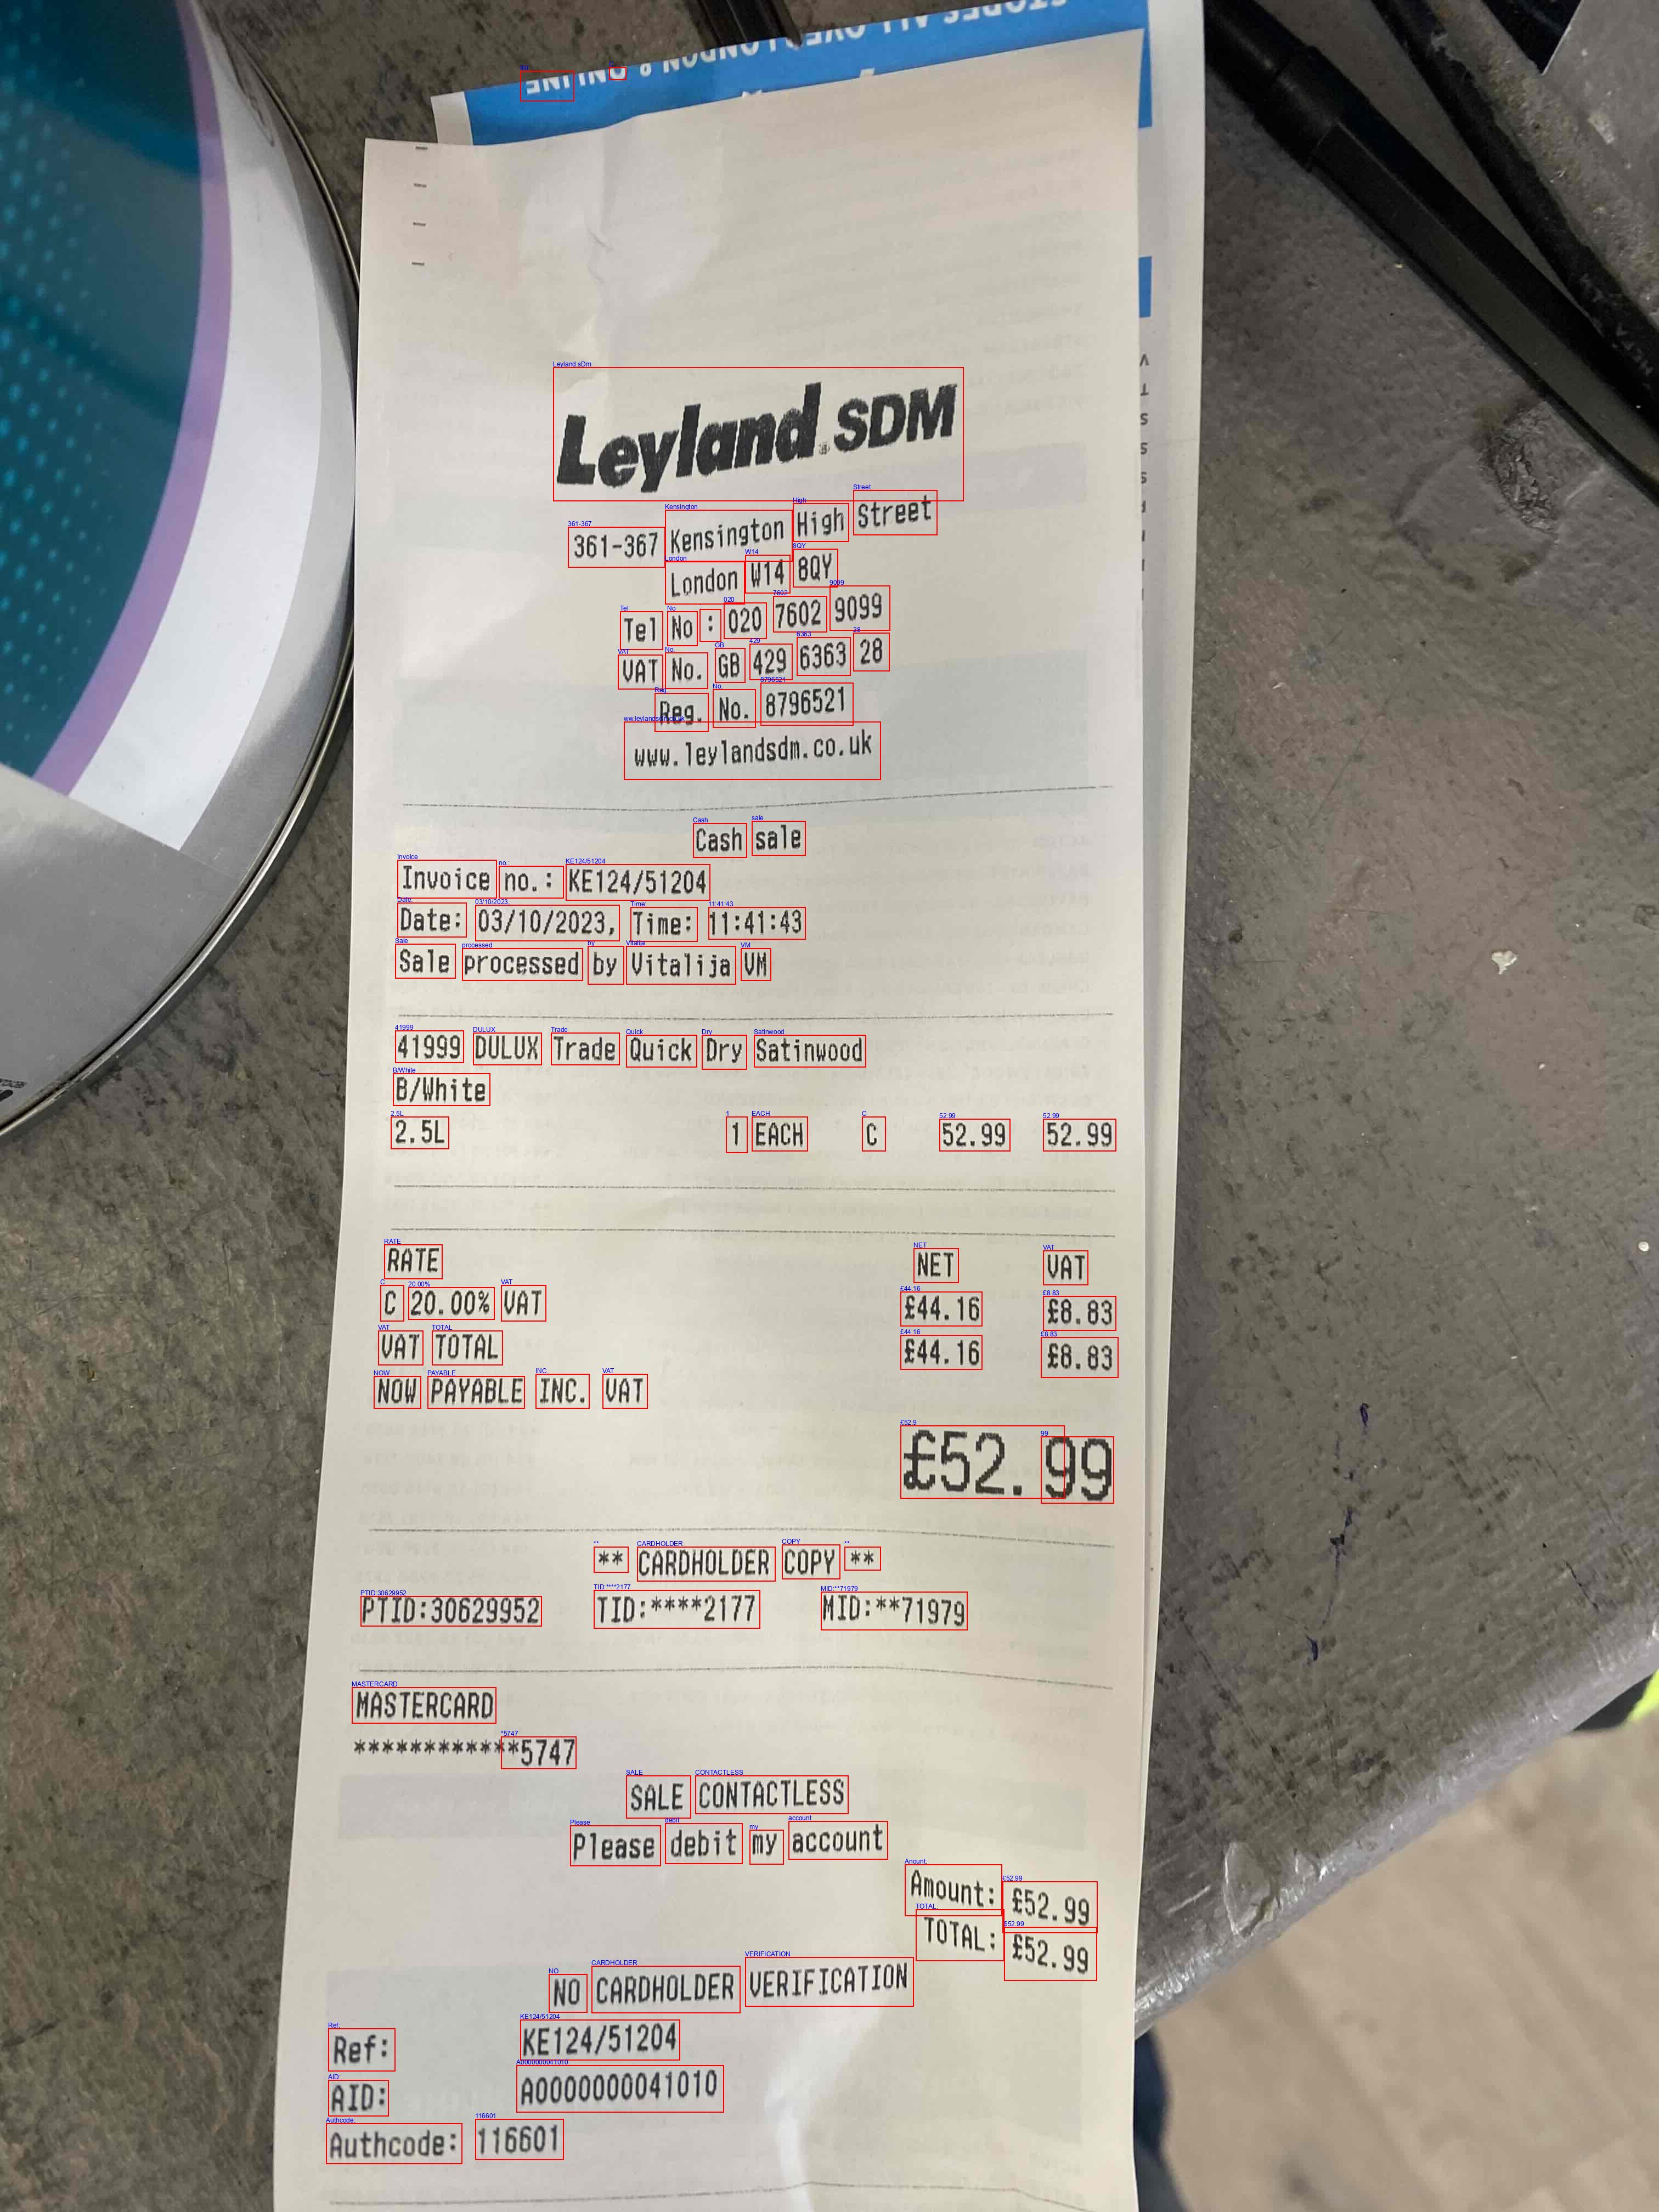 STORES ALL OVER LONDON & ONLINE
Leyland.SDM
361-367 Kensington High Street
London W14 8QY
Tel No : 020 7602 9099
VAT No. GB 429 6363 28
Reg. No. 8796521
www.leylandsdm.co.uk
Cash sale
Invoice no.: KE124/51204
Date: 03/10/2023, Time: 11:41:43
Sale processed by Vitalija VM
41999 DULUX Trade Quick Dry Satinwood
B/White
2.5L 1 EACH C 52.99 52.99
RATE NET VAT
C 20.00% VAT £44.16 £8.83
VAT TOTAL £44.16 £8.83
NOW PAYABLE INC. VAT
£52.99
** CARDHOLDER COPY **
PTID:30629952 TID:****2177 MID:**71979
MASTERCARD
************5747
SALE CONTACTLESS
Please debit my account
Amount: £52.99
TOTAL: £52.99
NO CARDHOLDER VERIFICATION
Ref: KE124/51204
AID: A0000000041010
Authcode: 116601